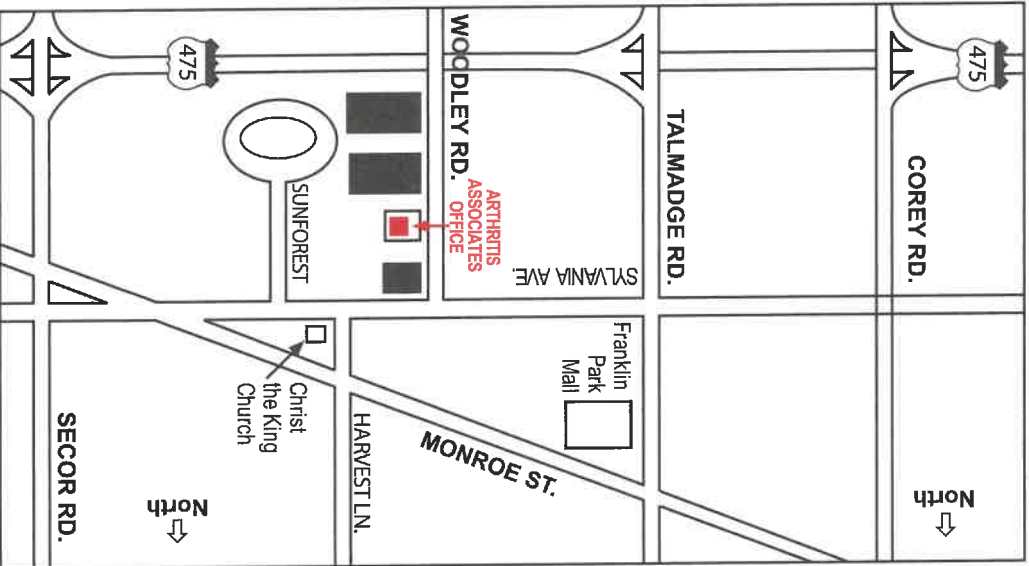 475
475
WOODLEY RD.
TALMADGE RD.
COREY RD.
ARTHRITIS
ASSOCIATES
OFFICE
SUNFOREST
SYLVANIA AVE.
Franklin
Park
Mall
Christ
the King
Church
HARVEST LN.
MONROE ST.
SECOR RD.
North
North